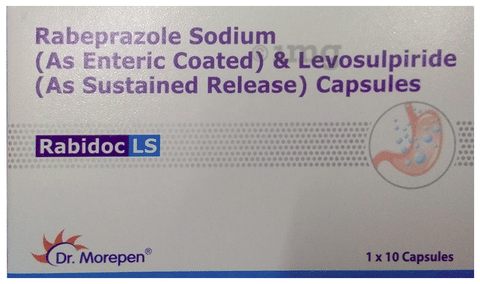 Rabeprazole Sodium
(As Enteric Coated) & Levosulpiride
(As Sustained Release) Capsules
Rabidoc LS
Dr. Morepen®
1 x 10 Capsules